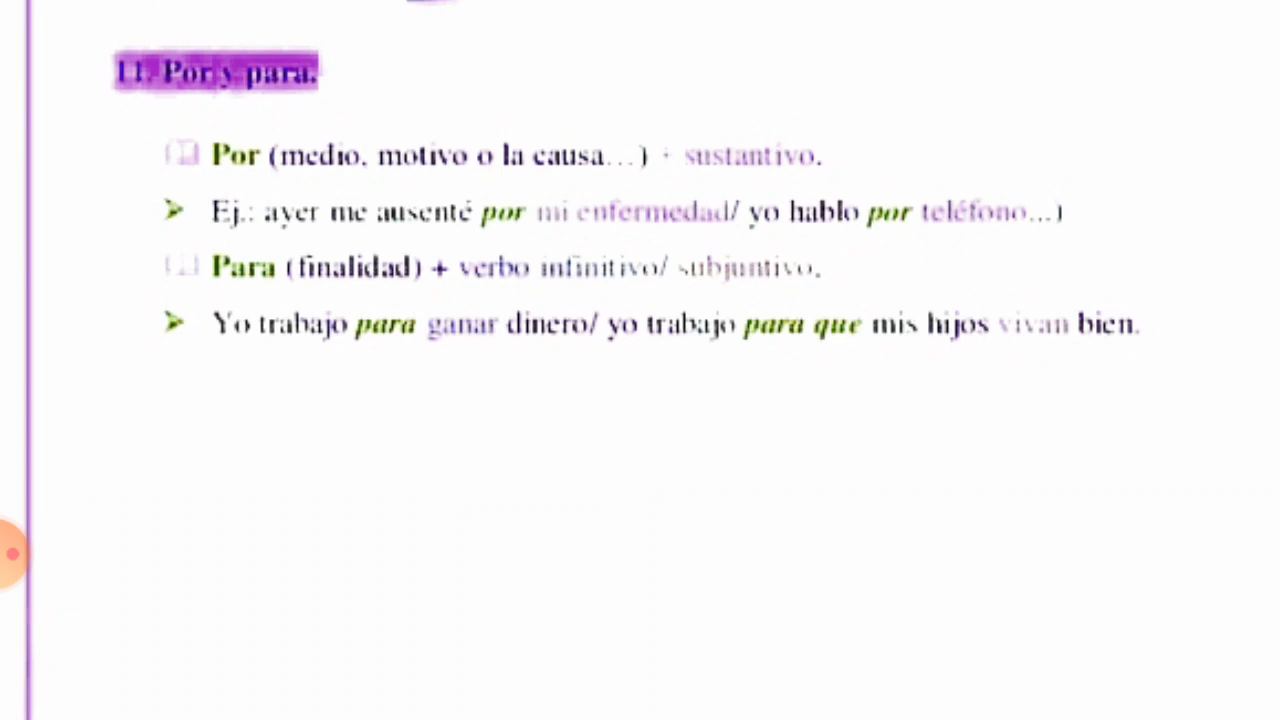 11. Por y para.
Por (medio, motivo o la causa…) + sustantivo.
Ej.: ayer me ausenté por mi enfermedad/ yo hablo por teléfono...)
Para (finalidad) + verbo infinitivo/ subjuntivo.
Yo trabajo para ganar dinero/ yo trabajo para que mis hijos vivan bien.